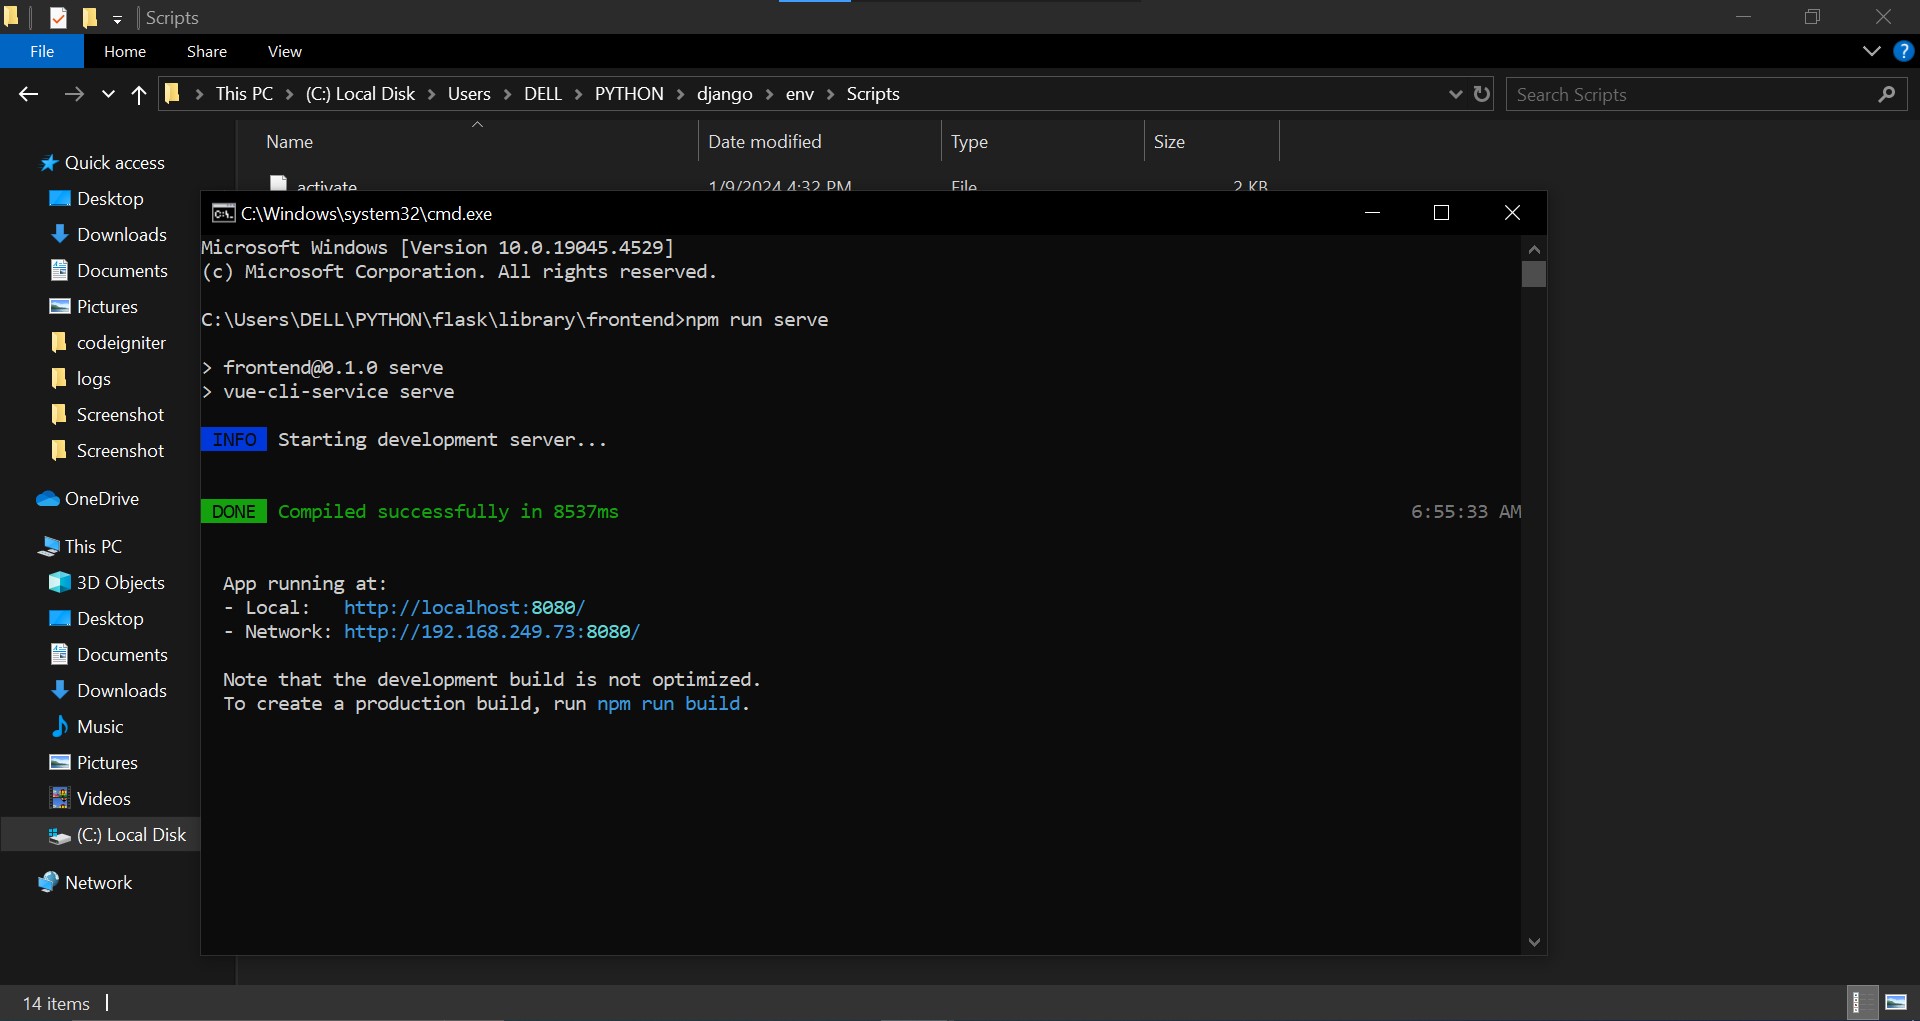 Scripts
File Home Share View
This PC > (C:) Local Disk > Users > DELL > PYTHON > django > env > Scripts
Search Scripts
Name Date modified Type Size
activate 1/9/2024 4:32 PM File 2 KB
Quick access
Desktop
Downloads
Documents
Pictures
codeigniter
logs
Screenshot
Screenshot
OneDrive
This PC
3D Objects
Desktop
Documents
Downloads
Music
Pictures
Videos
(C:) Local Disk
Network
C:\Windows\system32\cmd.exe
Microsoft Windows [Version 10.0.19045.4529]
(c) Microsoft Corporation. All rights reserved.
C:\Users\DELL\PYTHON\flask\library\frontend>npm run serve
> frontend@0.1.0 serve
> vue-cli-service serve
INFO Starting development server...
DONE Compiled successfully in 8537ms 6:55:33 AM
App running at:
- Local: http://localhost:8080/
- Network: http://192.168.249.73:8080/
Note that the development build is not optimized.
To create a production build, run npm run build.
14 items